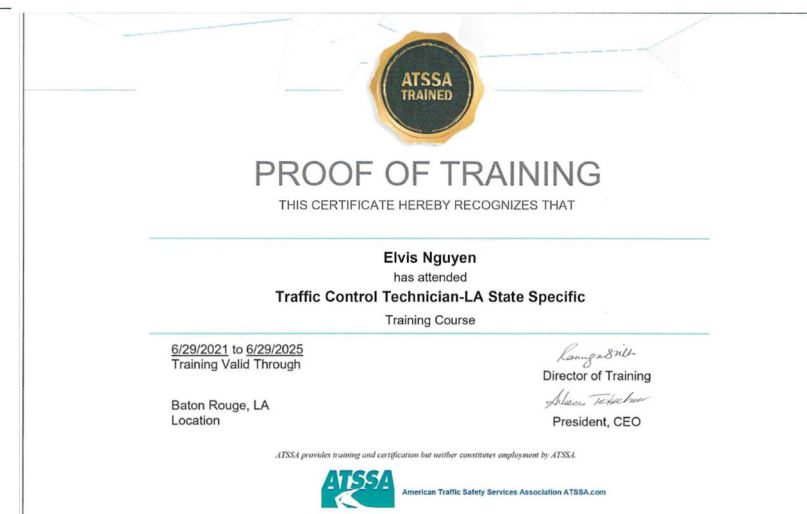 ATSSA
TRAINED
PROOF OF TRAINING
THIS CERTIFICATE HEREBY RECOGNIZES THAT
Elvis Nguyen
has attended
Traffic Control Technician-LA State Specific
Training Course
6/29/2021 to 6/29/2025
Training Valid Through
Director of Training
Baton Rouge, LA
Location
President, CEO
ATSSA provides training and certification but neither constitutes employment by ATSSA.
ATSSA
American Traffic Safety Services Association ATSSA.com